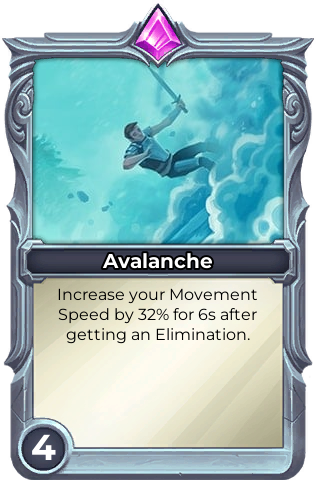 Avalanche
Increase your Movement
Speed by 32% for 6s after
getting an Elimination.
4